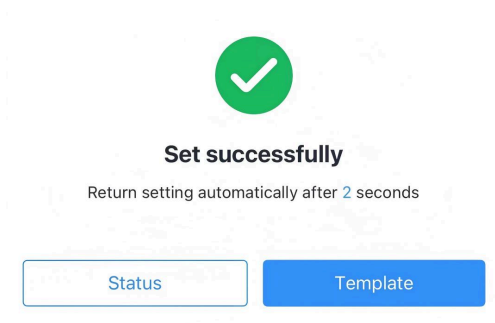 Set successfully
Return setting automatically after 2 seconds
Status
Template